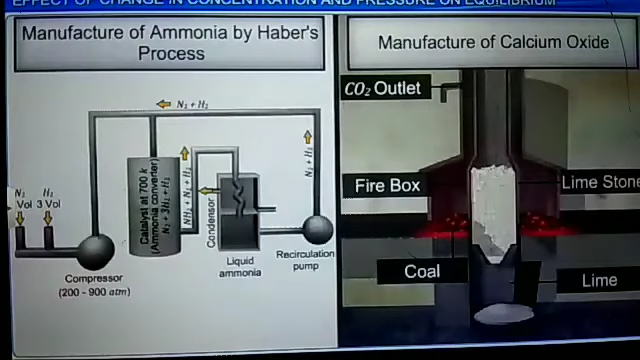 EFFECT OF CHANGE IN CONCENTRATION AND PRESSURE ON EQUILIBRIUM
Manufacture of Ammonia by Haber's
Process
N₂ + H₂
N₂
Vol
H₂
3 Vol
Catalyst at 700 k
(Ammonia converter)
N₂ + 3H₂ + H₂
NH₃ + N₂ + H₂
Condensor
N₂ + H₂
Compressor
(200 - 900 atm)
Liquid
ammonia
Recirculation
pump
Manufacture of Calcium Oxide
CO₂ Outlet
Fire Box
Lime Stone
Coal
Lime